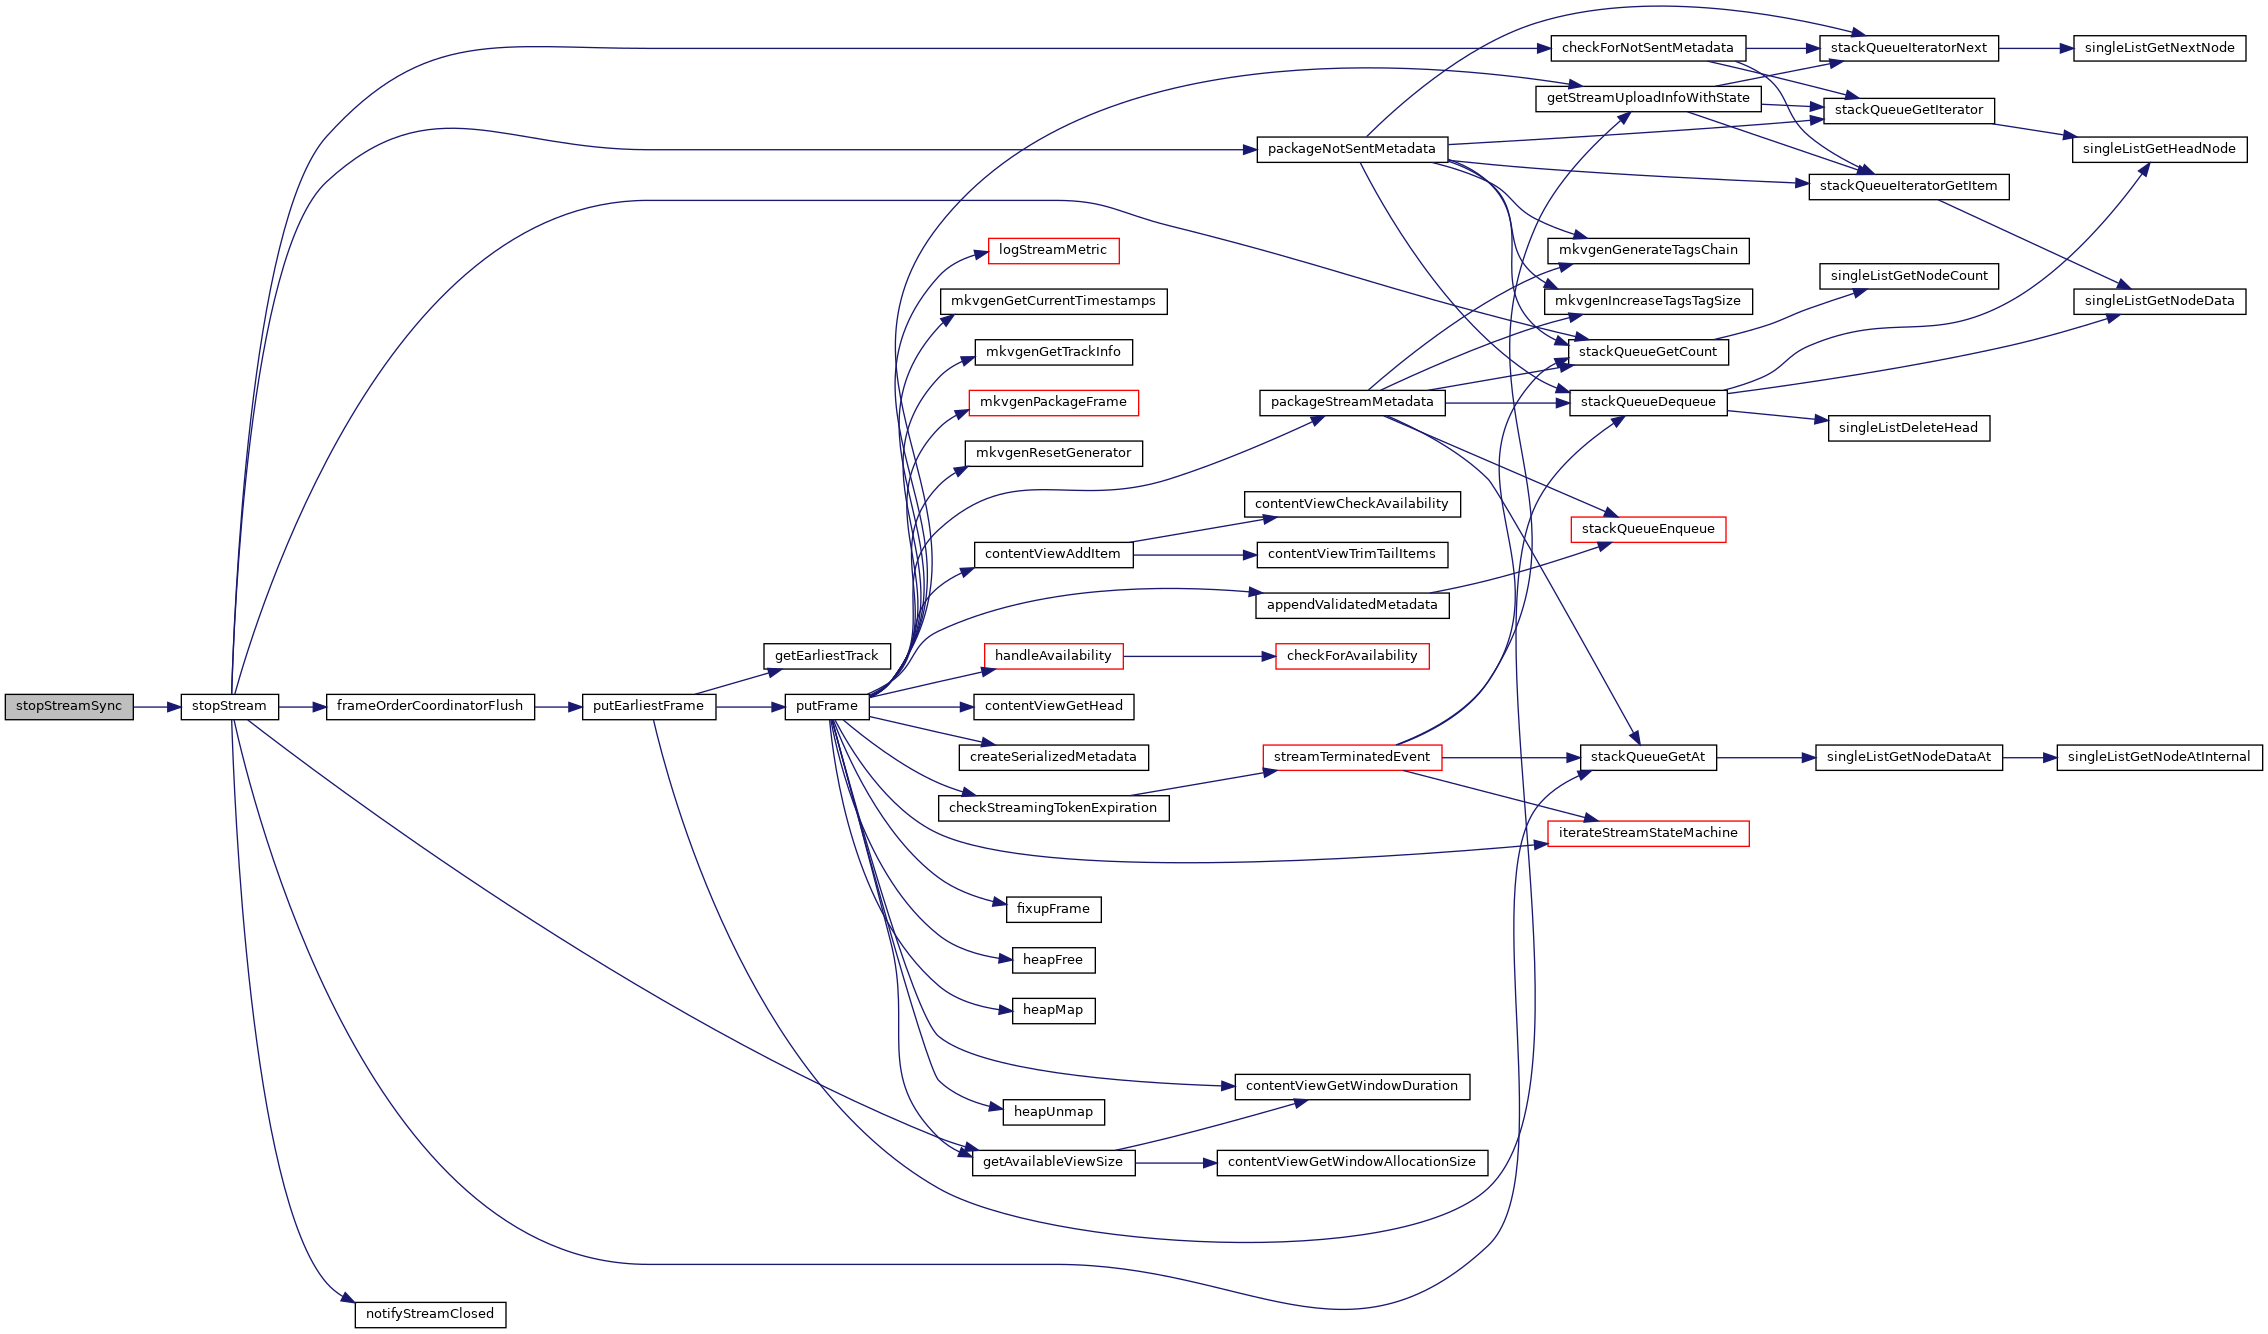 stopStreamSync
stopStream
frameOrderCoordinatorFlush
notifyStreamClosed
putEarliestFrame
getEarliestTrack
putFrame
logStreamMetric
mkvgenGetCurrentTimestamps
mkvgenGetTrackInfo
mkvgenPackageFrame
mkvgenResetGenerator
contentViewAddItem
handleAvailability
contentViewGetHead
createSerializedMetadata
checkStreamingTokenExpiration
fixupFrame
heapFree
heapMap
heapUnmap
getAvailableViewSize
packageNotSentMetadata
packageStreamMetadata
contentViewCheckAvailability
contentViewTrimTailItems
appendValidatedMetadata
checkForAvailability
streamTerminatedEvent
contentViewGetWindowDuration
contentViewGetWindowAllocationSize
checkForNotSentMetadata
getStreamUploadInfoWithState
mkvgenGenerateTagsChain
mkvgenIncreaseTagsTagSize
stackQueueGetCount
stackQueueDequeue
stackQueueEnqueue
stackQueueGetAt
iterateStreamStateMachine
stackQueueIteratorNext
stackQueueGetIterator
stackQueueIteratorGetItem
singleListGetNodeCount
singleListDeleteHead
singleListGetNodeDataAt
singleListGetNextNode
singleListGetHeadNode
singleListGetNodeData
singleListGetNodeAtInternal